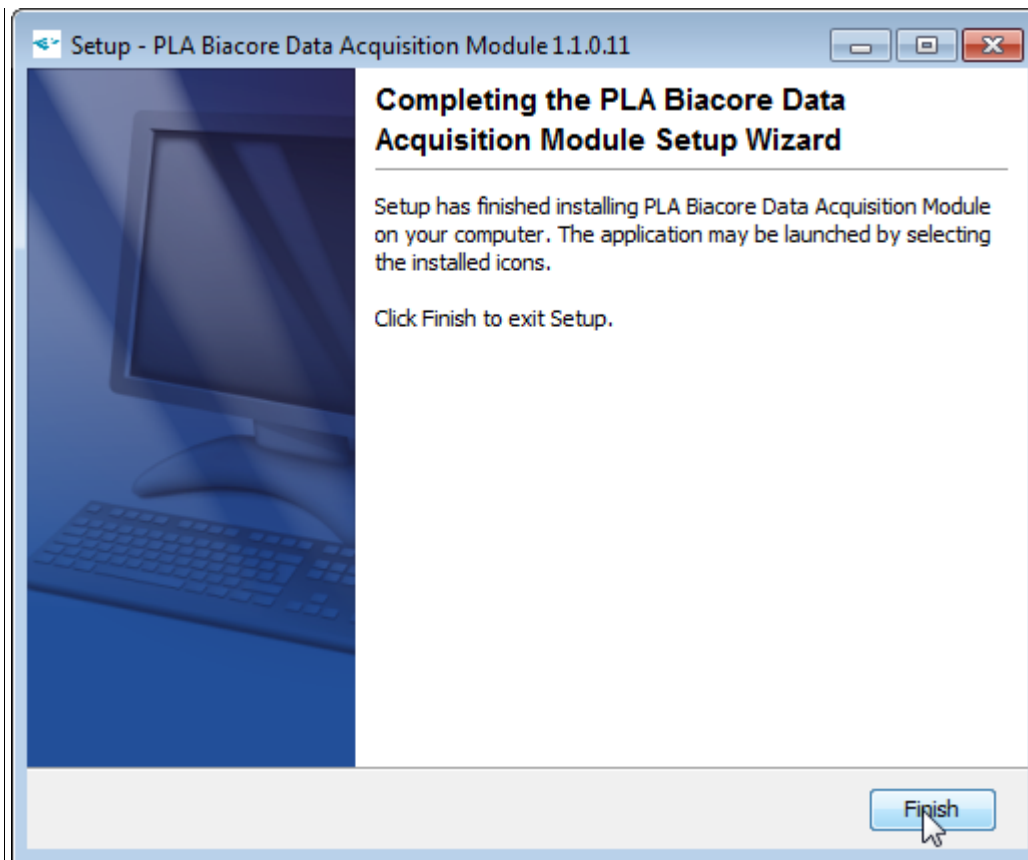 Setup - PLA Biacore Data Acquisition Module 1.1.0.11
Completing the PLA Biacore Data
Acquisition Module Setup Wizard
Setup has finished installing PLA Biacore Data Acquisition Module
on your computer. The application may be launched by selecting
the installed icons.
Click Finish to exit Setup.
Finish